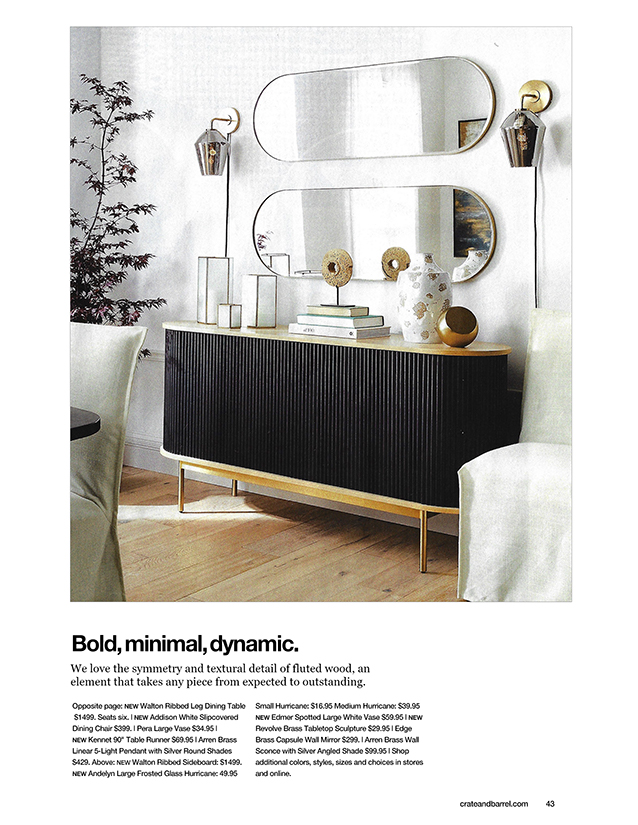 Bold, minimal, dynamic.
We love the symmetry and textural detail of fluted wood, an
element that takes any piece from expected to outstanding.
Opposite page: NEW Walton Ribbed Leg Dining Table
$1499. Seats six. | NEW Addison White Slipcovered
Dining Chair $399. | Pera Large Vase $34.95 |
NEW Kennet 90" Table Runner $69.95 | Arren Brass
Linear 5-Light Pendant with Silver Round Shades
$429. Above: NEW Walton Ribbed Sideboard: $1499.
NEW Andelyn Large Frosted Glass Hurricane: 49.95
Small Hurricane: $16.95 Medium Hurricane: $39.95
NEW Edmer Spotted Large White Vase $59.95 | NEW
Revolve Brass Tabletop Sculpture $29.95 | Edge
Brass Capsule Wall Mirror $299. | Arren Brass Wall
Sconce with Silver Angled Shade $99.95 | Shop
additional colors, styles, sizes and choices in stores
and online.
crateandbarrel.com 43